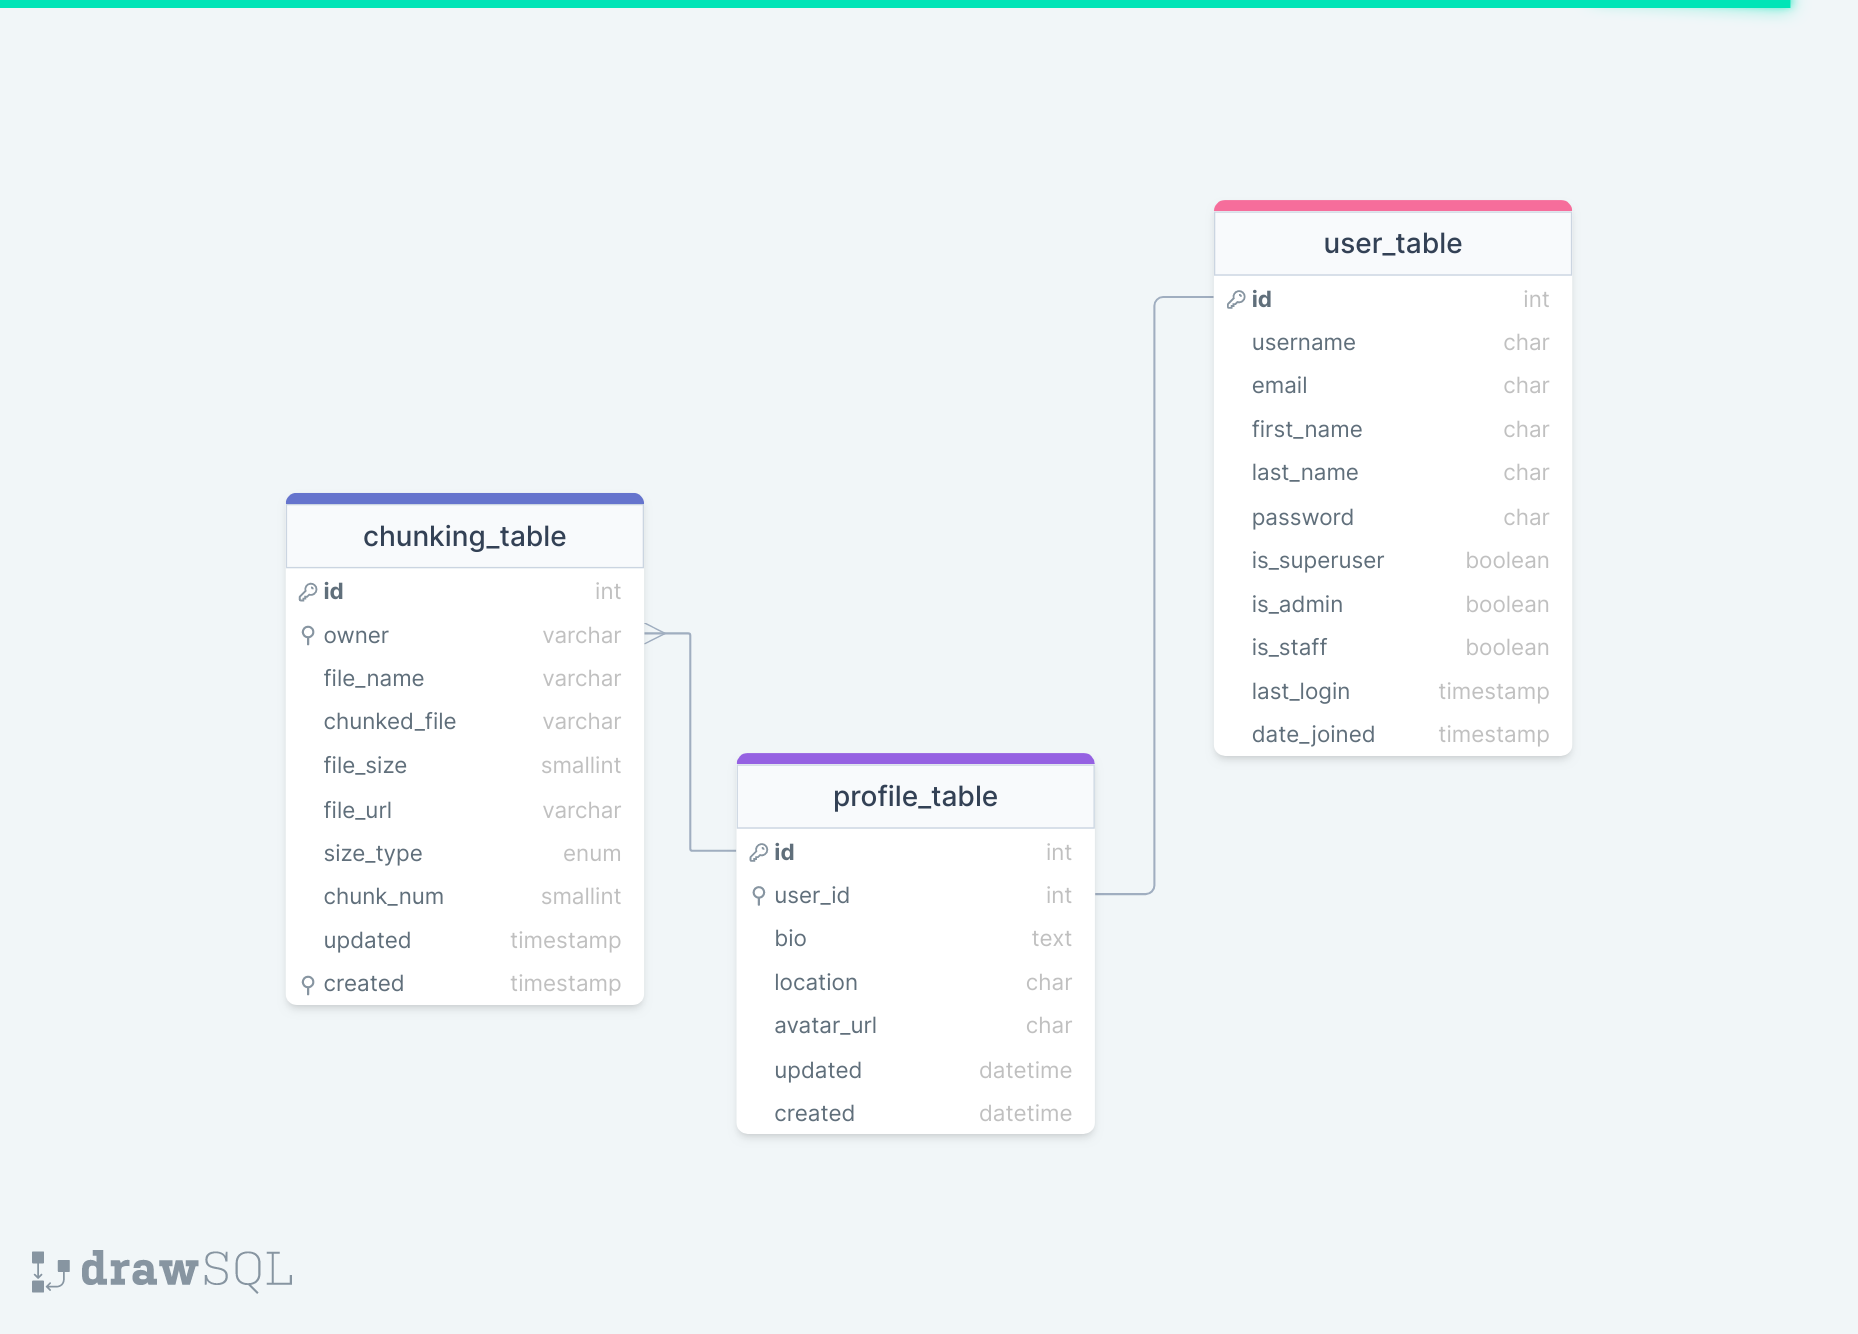 user_table
id int
username char
email char
first_name char
last_name char
password char
is_superuser boolean
is_admin boolean
is_staff boolean
last_login timestamp
date_joined timestamp
chunking_table
id int
owner varchar
file_name varchar
chunked_file varchar
file_size smallint
file_url varchar
size_type enum
chunk_num smallint
updated timestamp
created timestamp
profile_table
id int
user_id int
bio text
location char
avatar_url char
updated datetime
created datetime
drawSQL